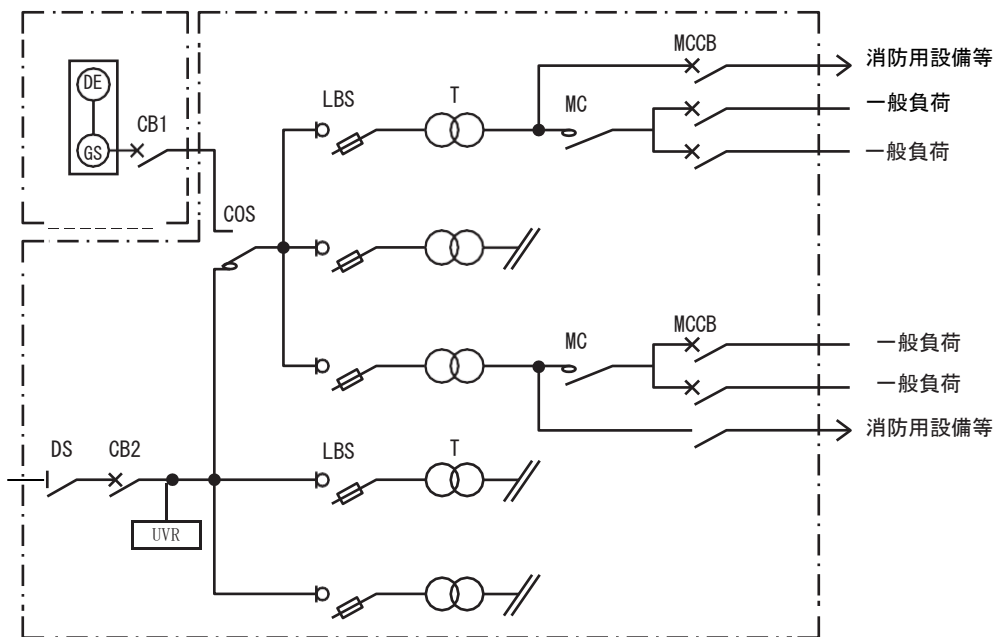 MCCB
消防用設備等
DE
LBS
T
MC
一般負荷
CB1
GS
一般負荷
COS
MCCB
MC
一般負荷
一般負荷
消防用設備等
DS
CB2
LBS
T
UVR